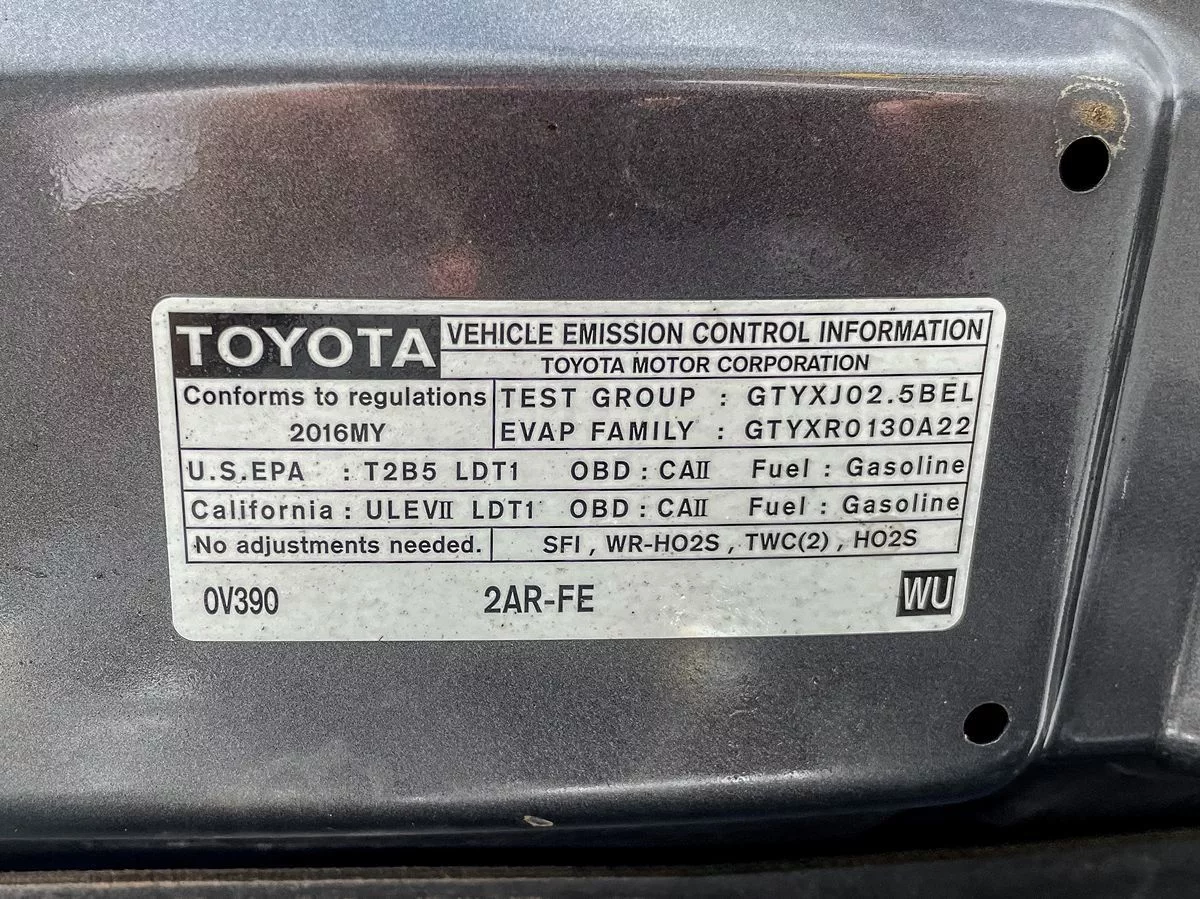 TOYOTA VEHICLE EMISSION CONTROL INFORMATION
TOYOTA MOTOR CORPORATION
Conforms to regulations
2016MY
TEST GROUP : GTYXJ02.5BEL
EVAP FAMILY : GTYXR0130A22
U.S.EPA : T2B5 LDT1 OBD : CAⅡ Fuel : Gasoline
California : ULEVⅡ LDT1 OBD : CAⅡ Fuel : Gasoline
No adjustments needed. SFI , WR-HO2S , TWC(2) , HO2S
0V390 2AR-FE WU